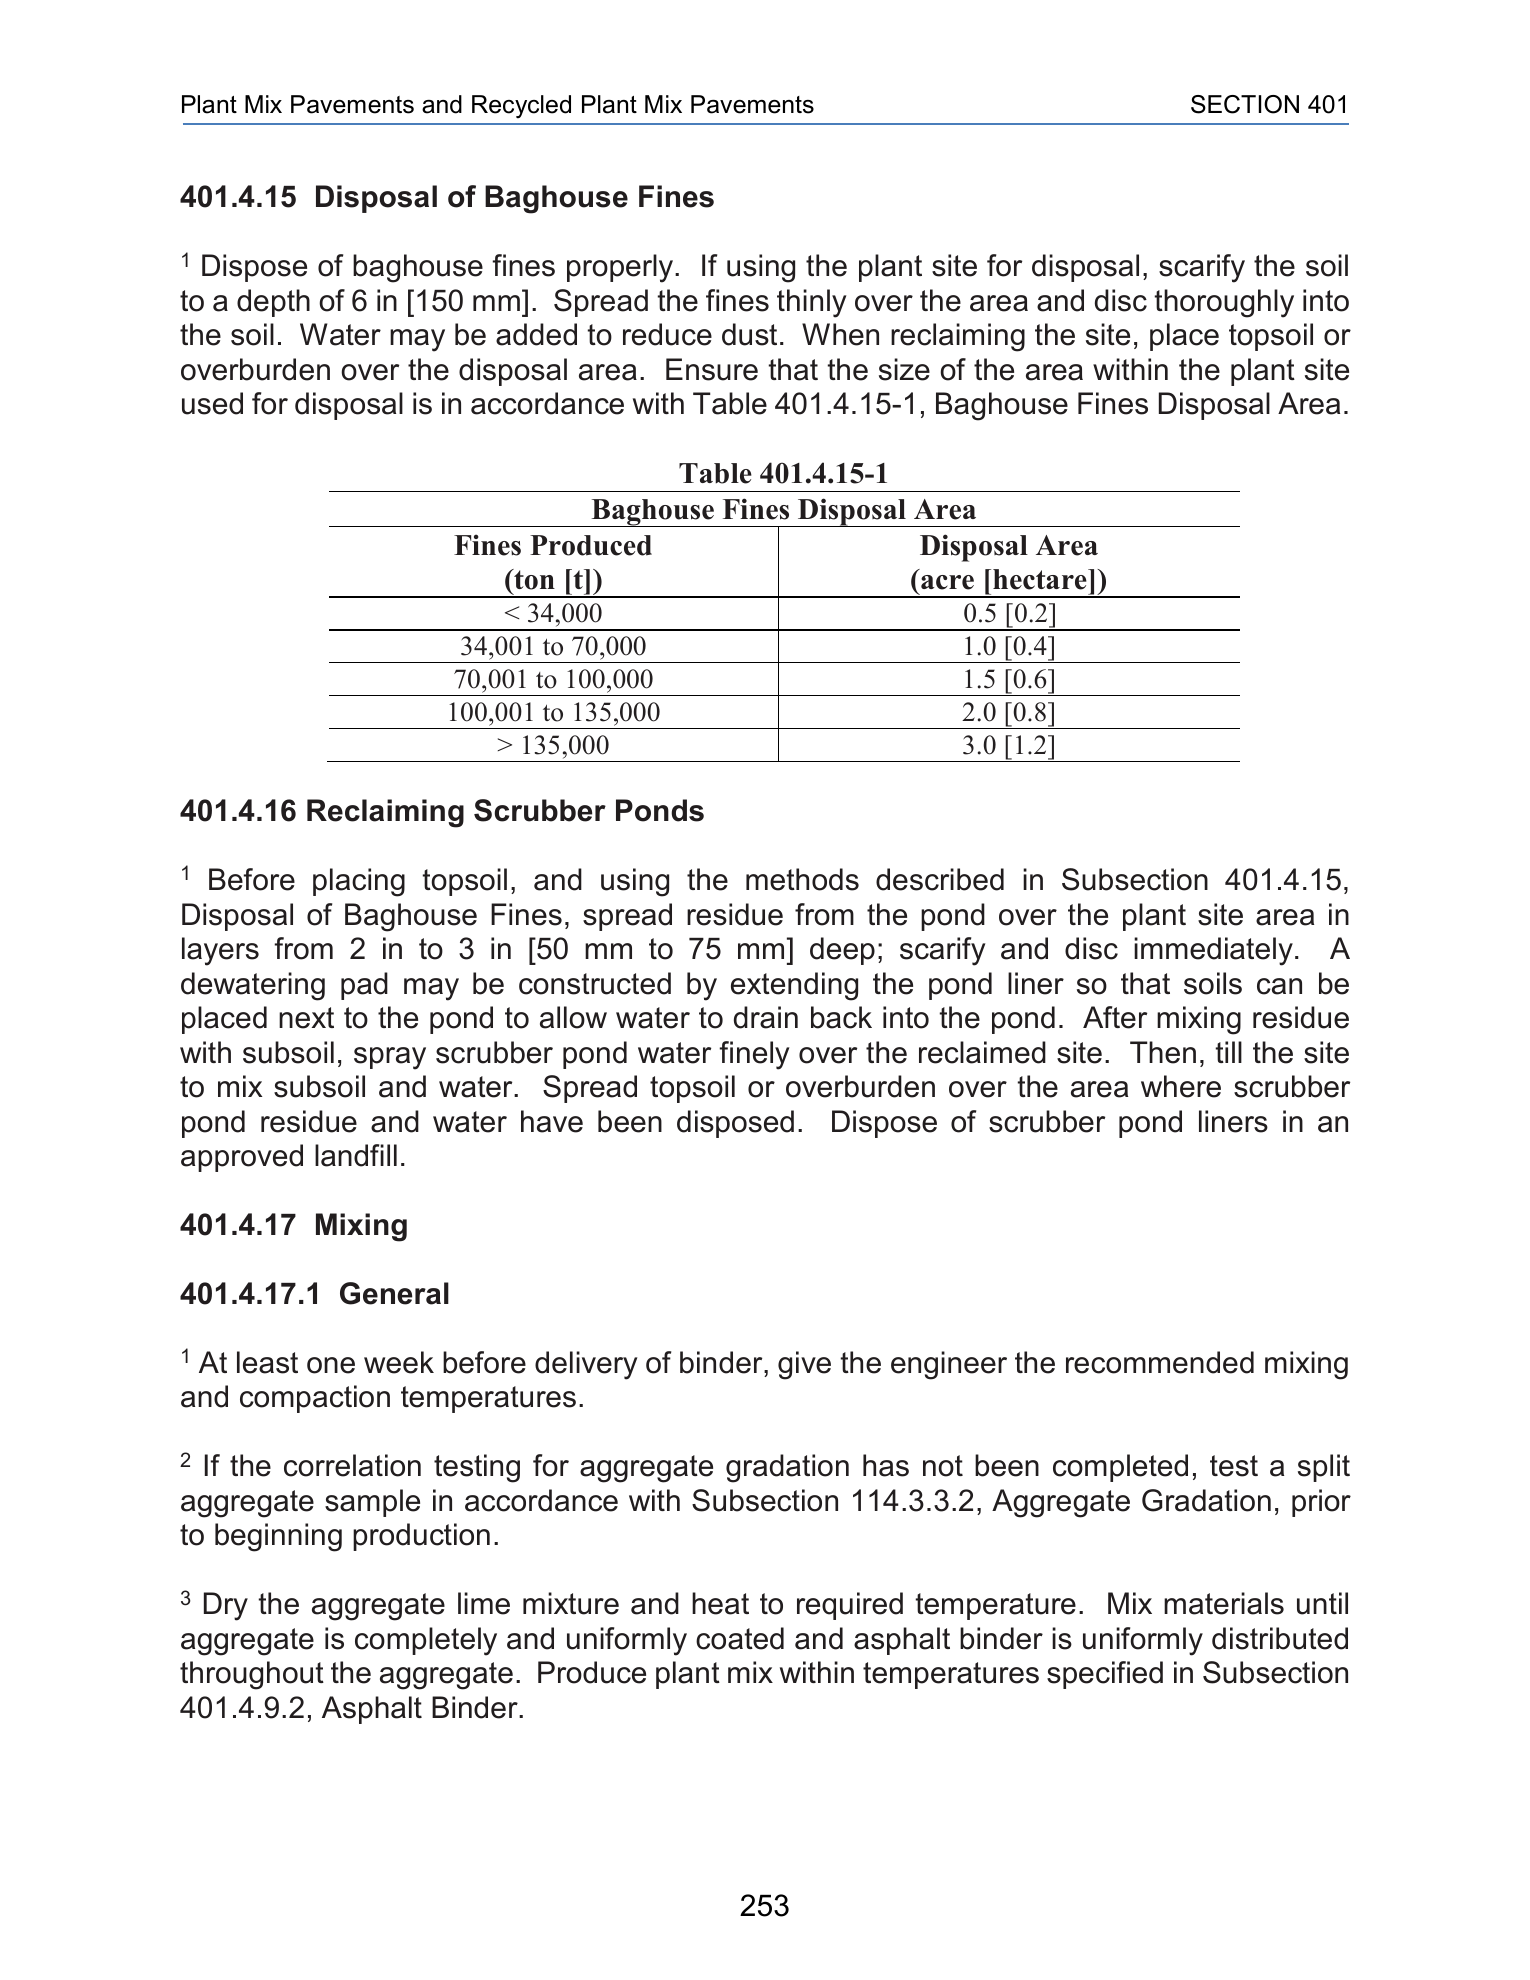 Plant Mix Pavements and Recycled Plant Mix Pavements SECTION 401
401.4.15 Disposal of Baghouse Fines
1 Dispose of baghouse fines properly. If using the plant site for disposal, scarify the soil
to a depth of 6 in [150 mm]. Spread the fines thinly over the area and disc thoroughly into
the soil. Water may be added to reduce dust. When reclaiming the site, place topsoil or
overburden over the disposal area. Ensure that the size of the area within the plant site
used for disposal is in accordance with Table 401.4.15-1, Baghouse Fines Disposal Area.
Table 401.4.15-1
Baghouse Fines Disposal Area
Fines Produced Disposal Area
(ton [t]) (acre [hectare])
< 34,000 0.5 [0.2]
34,001 to 70,000 1.0 [0.4]
70,001 to 100,000 1.5 [0.6]
100,001 to 135,000 2.0 [0.8]
> 135,000 3.0 [1.2]
401.4.16 Reclaiming Scrubber Ponds
1 Before placing topsoil, and using the methods described in Subsection 401.4.15,
Disposal of Baghouse Fines, spread residue from the pond over the plant site area in
layers from 2 in to 3 in [50 mm to 75 mm] deep; scarify and disc immediately. A
dewatering pad may be constructed by extending the pond liner so that soils can be
placed next to the pond to allow water to drain back into the pond. After mixing residue
with subsoil, spray scrubber pond water finely over the reclaimed site. Then, till the site
to mix subsoil and water. Spread topsoil or overburden over the area where scrubber
pond residue and water have been disposed. Dispose of scrubber pond liners in an
approved landfill.
401.4.17 Mixing
401.4.17.1 General
1 At least one week before delivery of binder, give the engineer the recommended mixing
and compaction temperatures.
2 If the correlation testing for aggregate gradation has not been completed, test a split
aggregate sample in accordance with Subsection 114.3.3.2, Aggregate Gradation, prior
to beginning production.
3 Dry the aggregate lime mixture and heat to required temperature. Mix materials until
aggregate is completely and uniformly coated and asphalt binder is uniformly distributed
throughout the aggregate. Produce plant mix within temperatures specified in Subsection
401.4.9.2, Asphalt Binder.
253